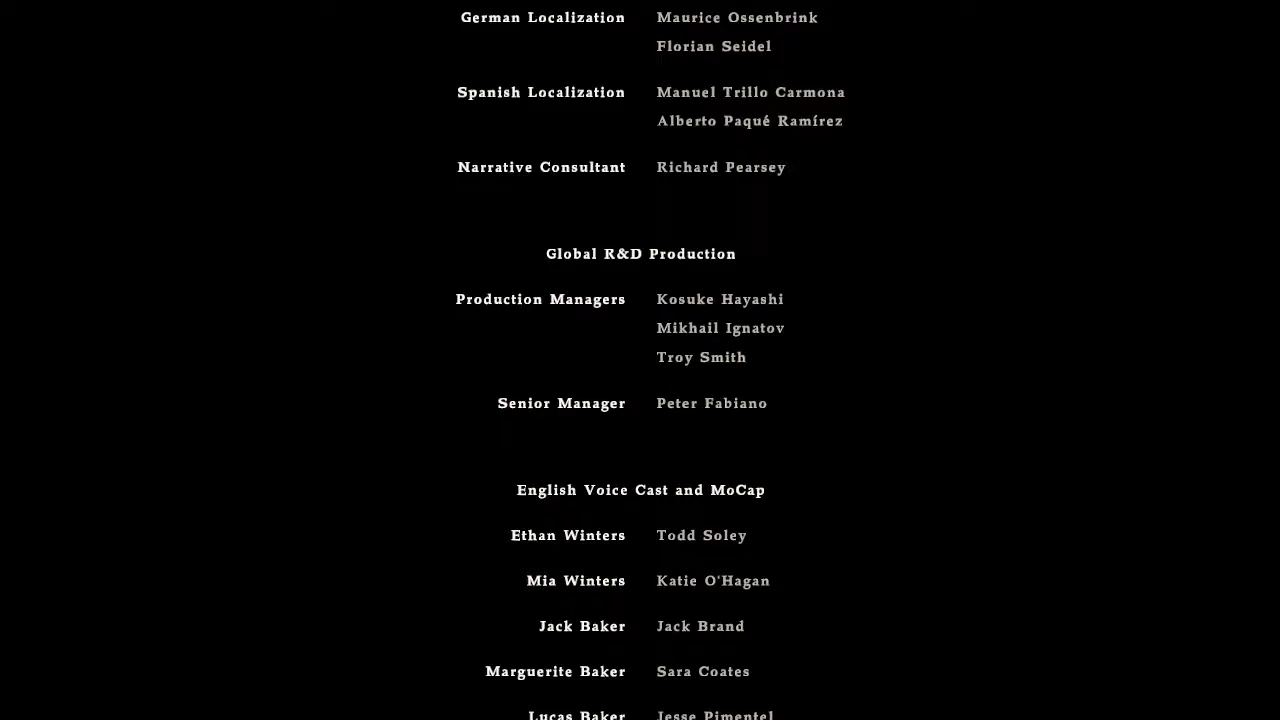 German Localization Maurice Ossenbrink
Florian Seidel
Spanish Localization Manuel Trillo Carmona
Alberto Paqué Ramírez
Narrative Consultant Richard Pearsey
Global R&D Production
Production Managers Kosuke Hayashi
Mikhail Ignatov
Troy Smith
Senior Manager Peter Fabiano
English Voice Cast and MoCap
Ethan Winters Todd Soley
Mia Winters Katie O'Hagan
Jack Baker Jack Brand
Marguerite Baker Sara Coates
Lucas Baker Jesse Pimentel